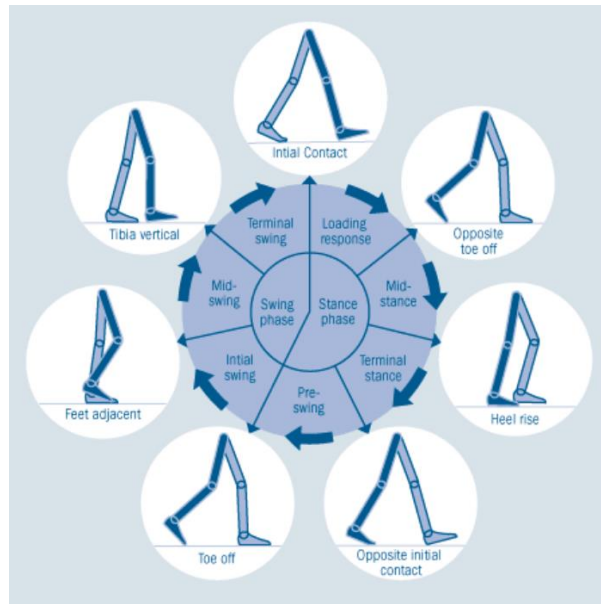 Intial Contact
Opposite
toe off
Heel rise
Opposite initial
contact
Toe off
Feet adjacent
Tibia vertical
Terminal
swing
Loading
response
Mid-
swing
Mid-
stance
Swing
phase
Stance
phase
Intial
swing
Terminal
stance
Pre-
swing